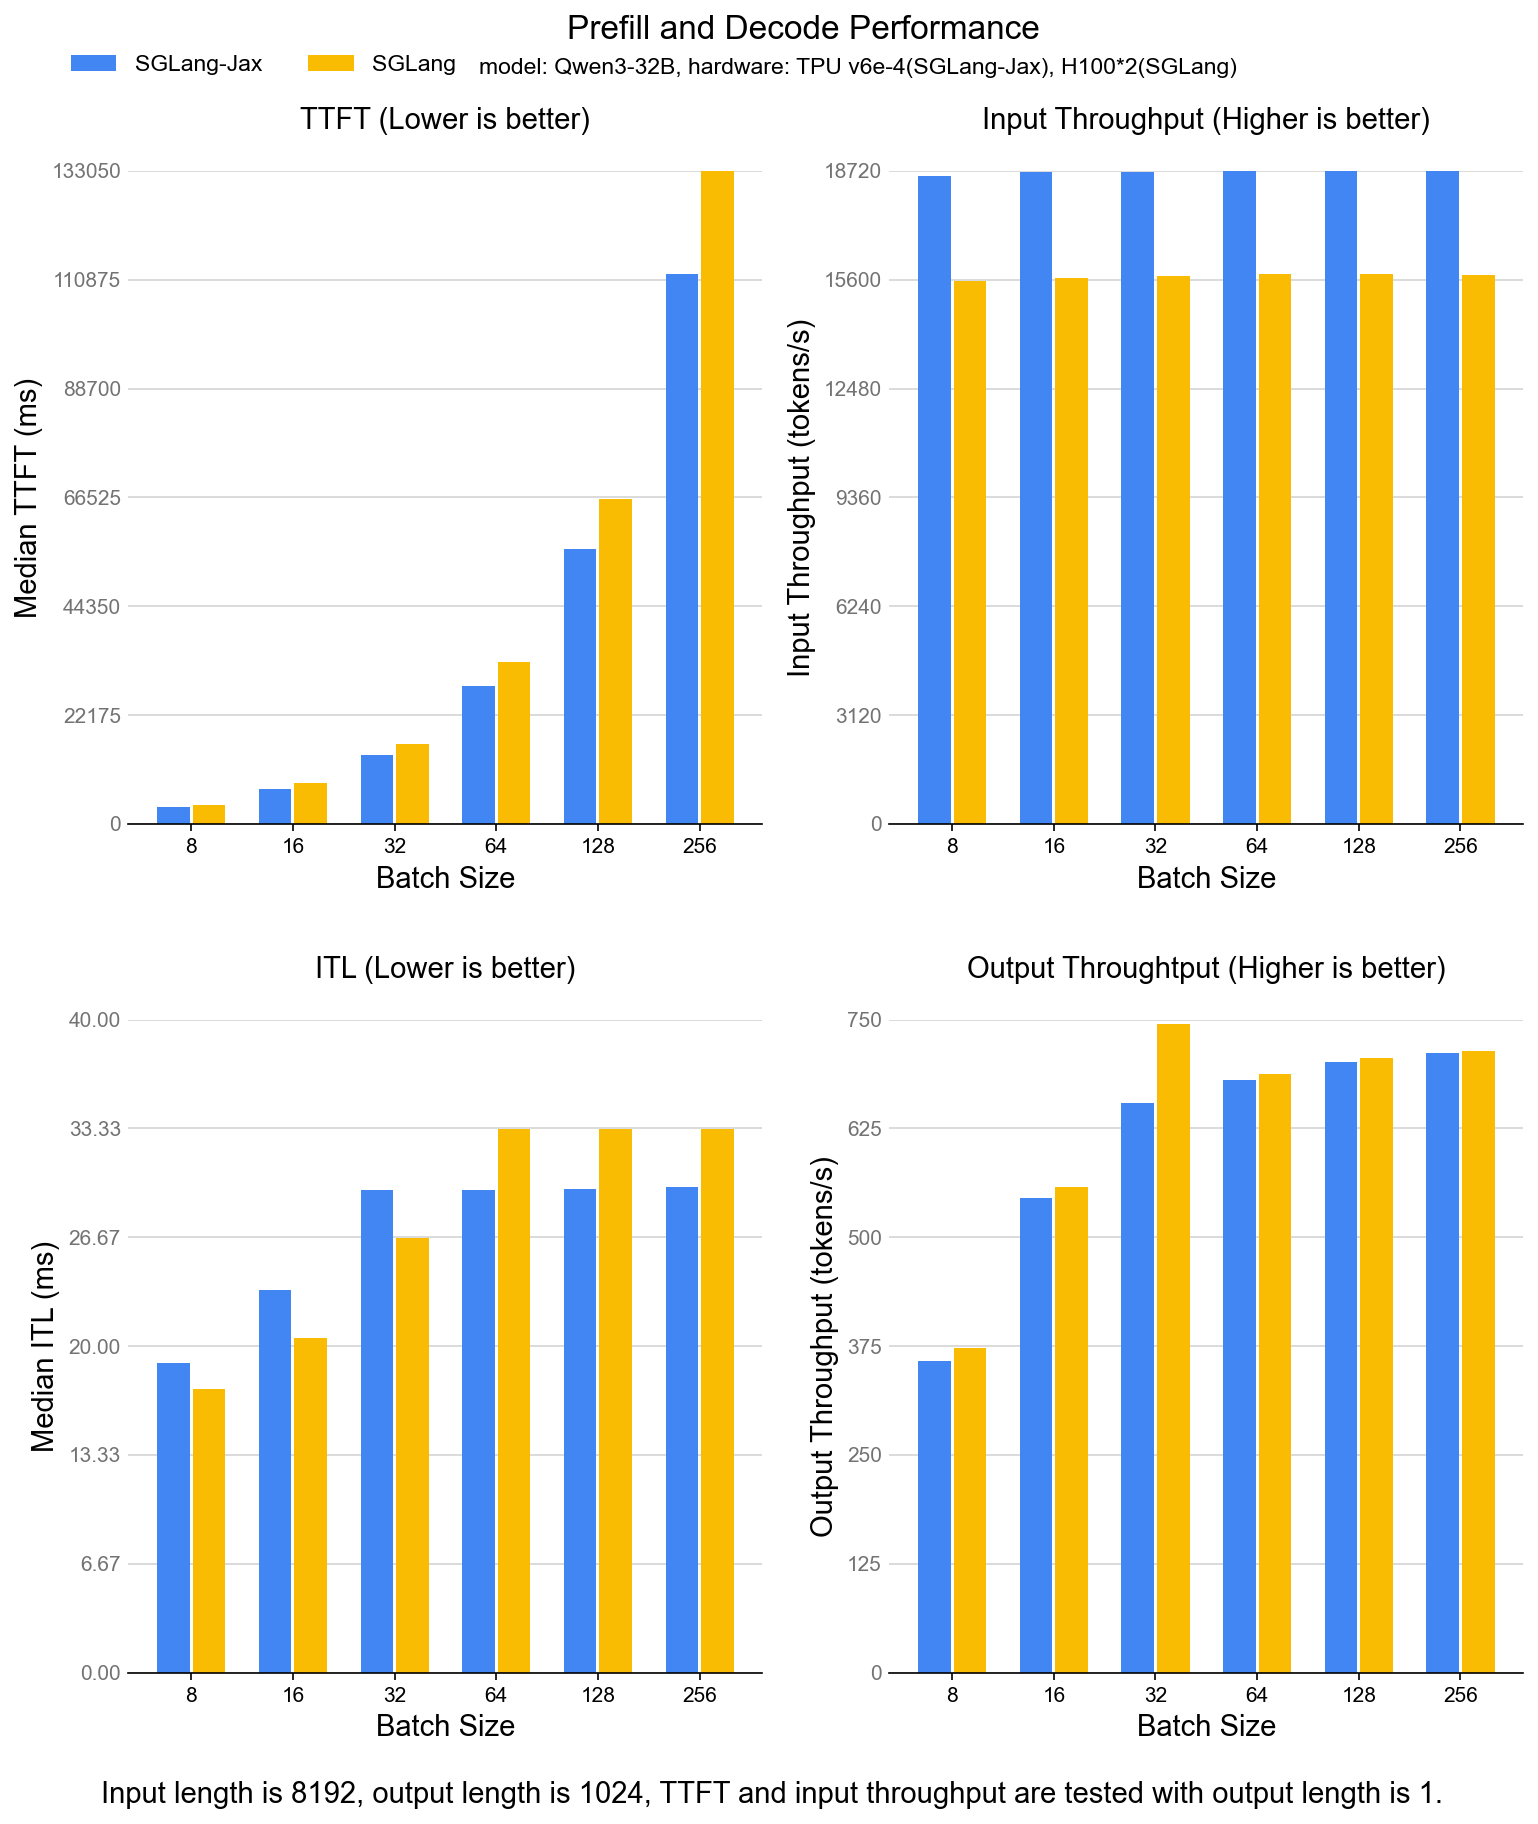 Prefill and Decode Performance
SGLang-Jax SGLang model: Qwen3-32B, hardware: TPU v6e-4(SGLang-Jax), H100*2(SGLang)
TTFT (Lower is better)
Median TTFT (ms)
133050
110875
88700
66525
44350
22175
0
8 16 32 64 128 256
Batch Size
Input Throughput (Higher is better)
Input Throughput (tokens/s)
18720
15600
12480
9360
6240
3120
0
8 16 32 64 128 256
Batch Size
ITL (Lower is better)
Median ITL (ms)
40.00
33.33
26.67
20.00
13.33
6.67
0.00
8 16 32 64 128 256
Batch Size
Output Throughtput (Higher is better)
Output Throughput (tokens/s)
750
625
500
375
250
125
0
8 16 32 64 128 256
Batch Size
Input length is 8192, output length is 1024, TTFT and input throughput are tested with output length is 1.